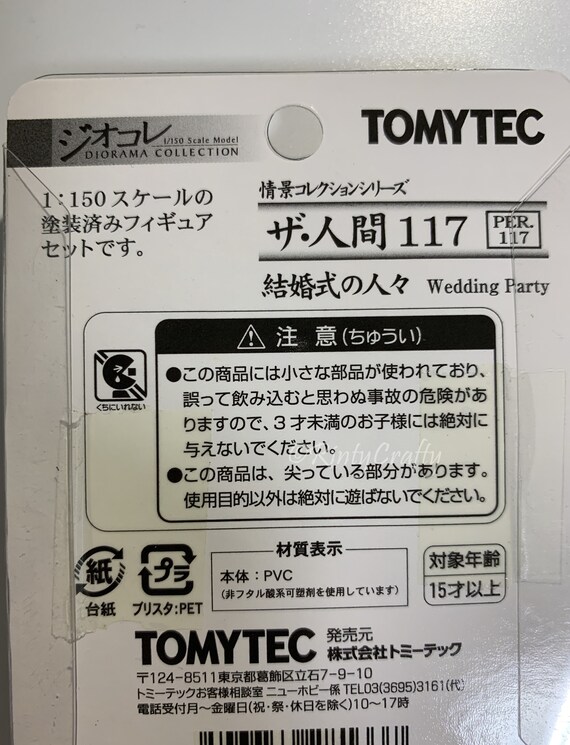 ジオコレ
1/150 Scale Model
DIORAMA COLLECTION
TOMYTEC
1:150スケールの
塗装済みフィギュア
セットです。
情景コレクションシリーズ
ザ・人間 117
PER.
117
結婚式の人々 Wedding Party
注意(ちゅうい)
くちにいれない
●この商品には小さな部品が使われており、
誤って飲み込むと思わぬ事故の危険があ
りますので、3才未満のお子様には絶対に
与えないでください。
●この商品は、尖っている部分があります。
使用目的以外は絶対に遊ばないでください。
©KintyCrafty
紙
台紙
プラ
ブリスタ:PET
材質表示
本体:PVC
(非フタル酸系可塑剤を使用しています)
対象年齢
15才以上
TOMYTEC 発売元
株式会社トミーテック
〒124-8511東京都葛飾区立石7-9-10
トミーテックお客様相談室 ニューホビー係 TEL03(3695)3161(代)
電話受付月〜金曜日(祝・祭・休日を除く)10〜17時